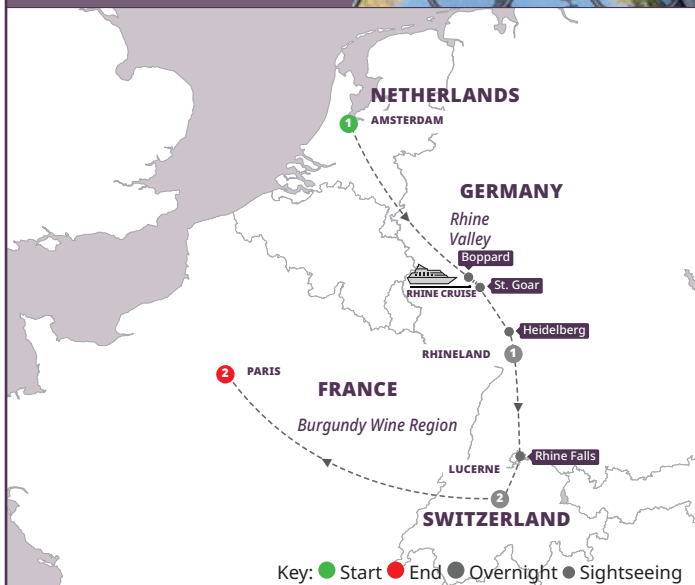 NETHERLANDS
1
AMSTERDAM
GERMANY
Rhine
Valley
Boppard
St. Goar
RHINE CRUISE
Heidelberg
RHINELAND
1
2
PARIS
FRANCE
Burgundy Wine Region
Rhine Falls
LUCERNE
2
SWITZERLAND
Key: Start End Overnight Sightseeing